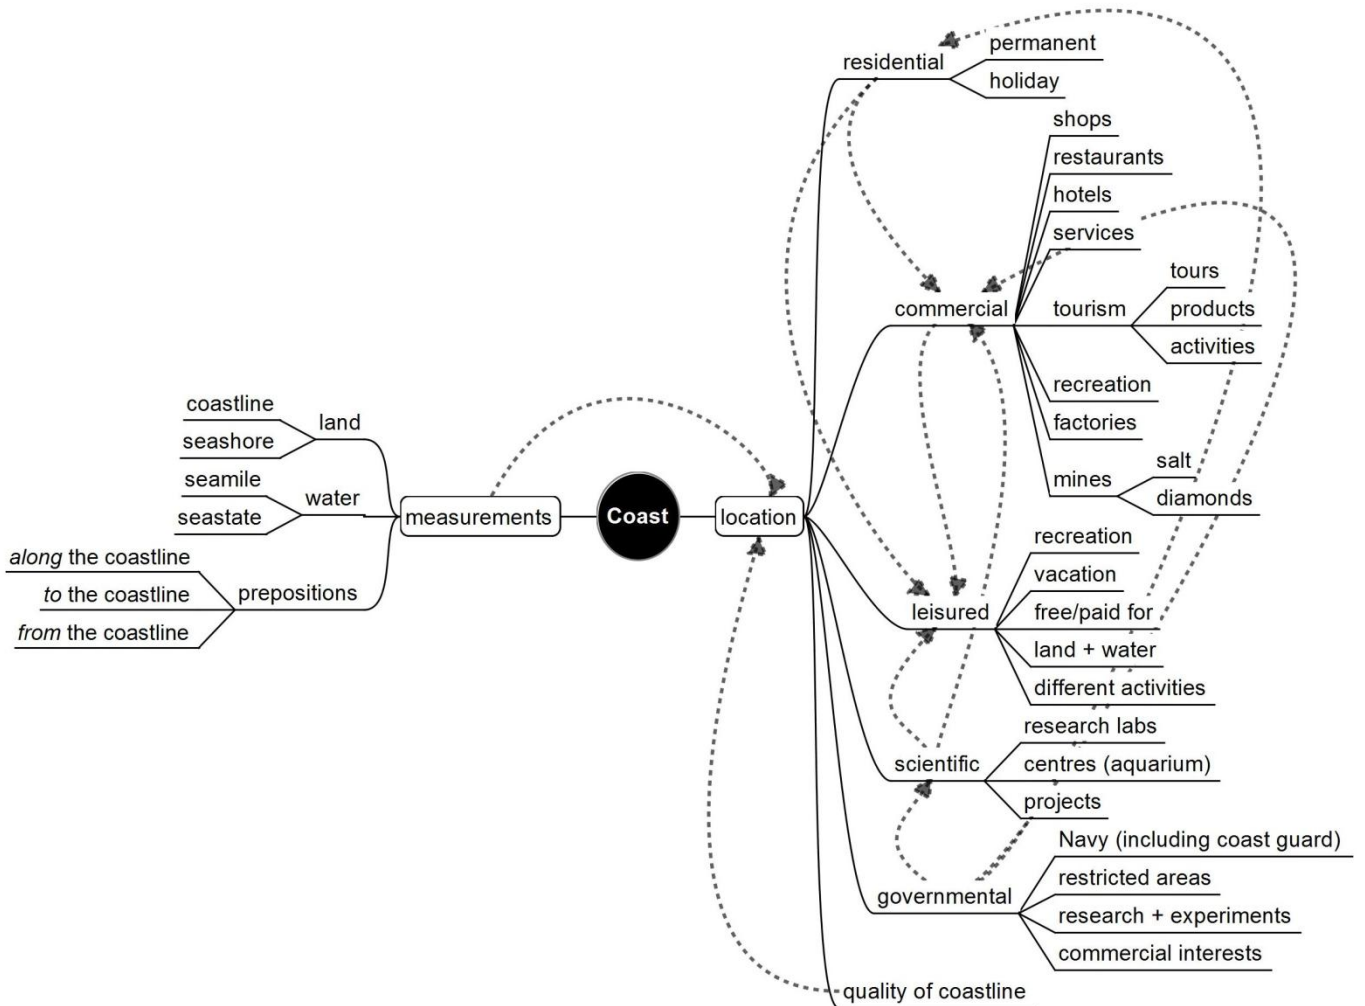 Coast
measurements
land
coastline
seashore
water
seamile
seastate
prepositions
along the coastline
to the coastline
from the coastline
location
residential
permanent
holiday
commercial
shops
restaurants
hotels
services
tourism
tours
products
activities
recreation
factories
mines
salt
diamonds
leisured
recreation
vacation
free/paid for
land + water
different activities
scientific
research labs
centres (aquarium)
projects
governmental
Navy (including coast guard)
restricted areas
research + experiments
commercial interests
quality of coastline